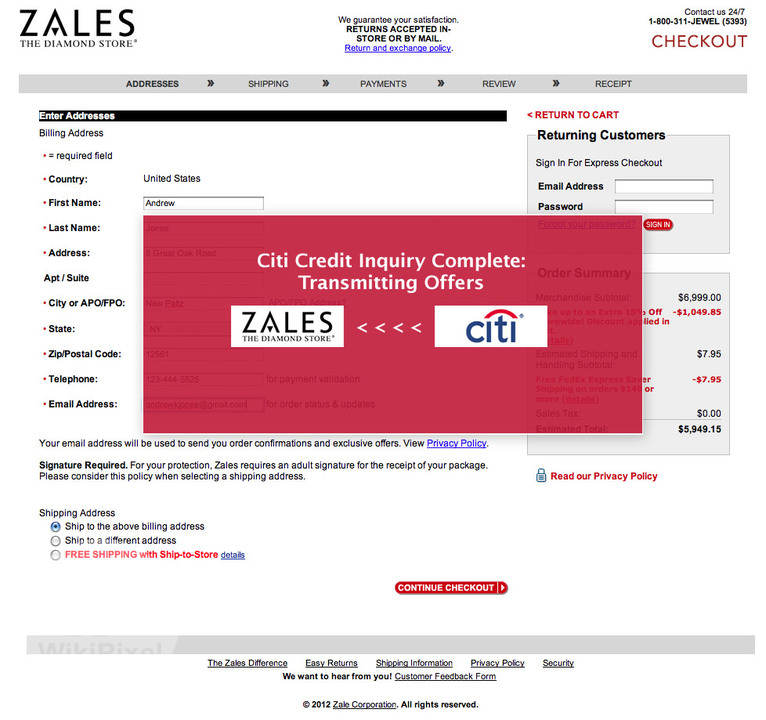 ZALES
THE DIAMOND STORE®
We guarantee your satisfaction.
RETURNS ACCEPTED IN-
STORE OR BY MAIL.
Return and exchange policy.
Contact us 24/7
1-800-311-JEWEL (5393)
CHECKOUT
ADDRESSES » SHIPPING » PAYMENTS » REVIEW » RECEIPT
Enter Addresses
Billing Address
• = required field
• Country: United States
• First Name: Andrew
• Last Name:
• Address: 8 Great Oak Road
Apt / Suite
• City or APO/FPO: New Paltz APO/FPO Address?
• State: NY
• Zip/Postal Code: 12561
• Telephone: 123-444-5525 for payment validation
• Email Address: for order status & updates
Citi Credit Inquiry Complete:
Transmitting Offers
ZALES
THE DIAMOND STORE®
< < < <
citi®
Your email address will be used to send you order confirmations and exclusive offers. View Privacy Policy.
Signature Required. For your protection, Zales requires an adult signature for the receipt of your package.
Please consider this policy when selecting a shipping address.
Shipping Address
Ship to the above billing address
Ship to a different address
FREE SHIPPING with Ship-to-Store details
CONTINUE CHECKOUT
< RETURN TO CART
Returning Customers
Sign In For Express Checkout
Email Address
Password
Forgot your password? SIGN IN
Order Summary
Merchandise Subtotal: $6,999.00
up to an Extra 15% Off -$1,049.85
Discount applied in
Estimated Shipping and $7.95
Handling Subtotal:
Free FedEx Express Saver -$7.95
Shipping on orders $149 or
more (details)
Sales Tax: $0.00
Estimated Total: $5,949.15
Read our Privacy Policy
WikiPixel
The Zales Difference Easy Returns Shipping Information Privacy Policy Security
We want to hear from you! Customer Feedback Form
© 2012 Zale Corporation. All rights reserved.